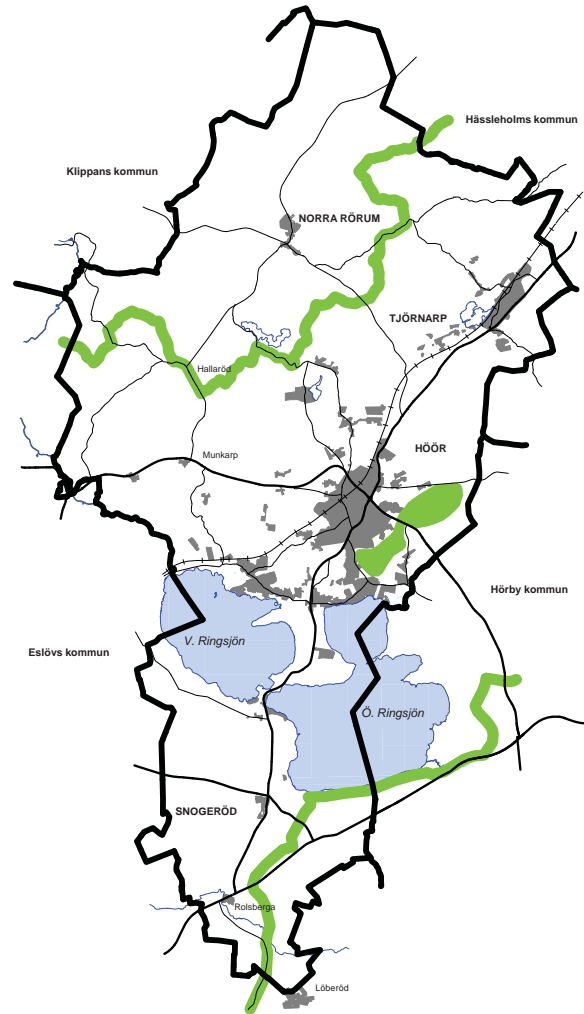 Hässleholms kommun
Klippans kommun
NORRA RÖRUM
TJÖRNARP
Hallaröd
HÖÖR
Munkarp
Hörby kommun
V. Ringsjön
Eslövs kommun
Ö. Ringsjön
SNOGERÖD
Rolsberga
Löberöd